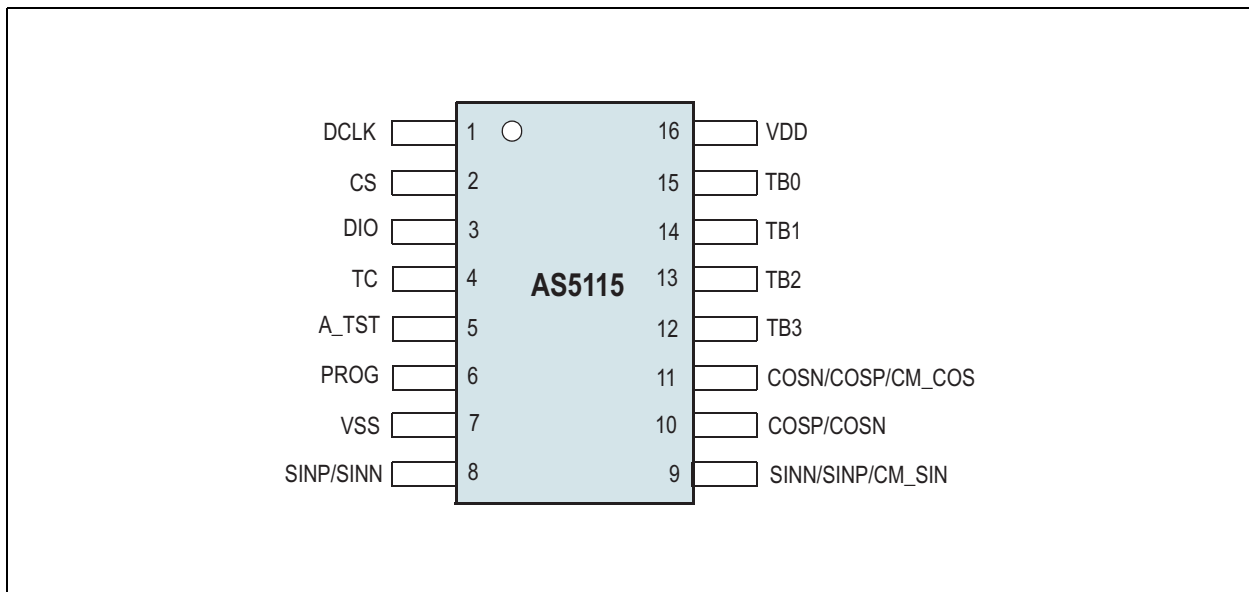 DCLK 1 16 VDD
CS 2 15 TB0
DIO 3 14 TB1
TC 4 AS5115 13 TB2
A_TST 5 12 TB3
PROG 6 11 COSN/COSP/CM_COS
VSS 7 10 COSP/COSN
SINP/SINN 8 9 SINN/SINP/CM_SIN